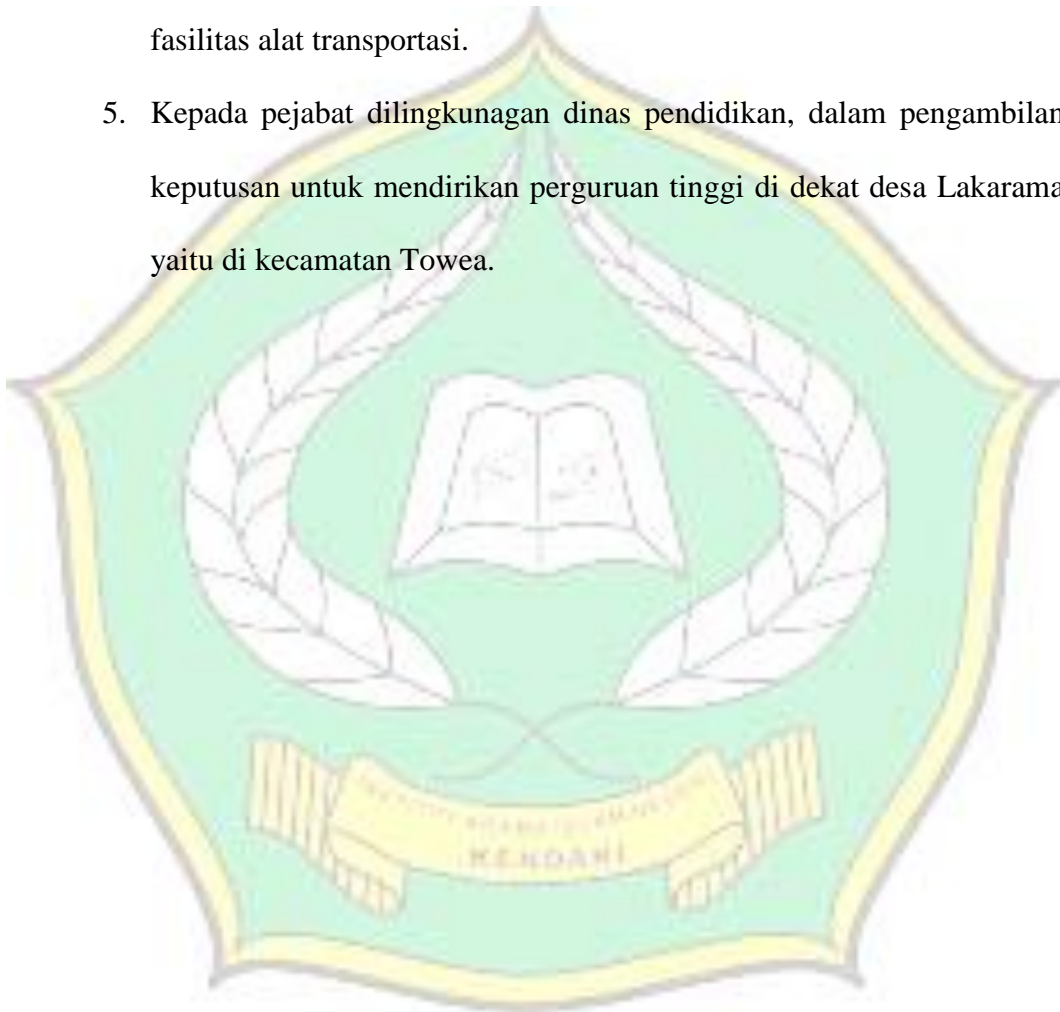 fasilitas alat transportasi.
5. Kepada pejabat dilingkunagan dinas pendidikan, dalam pengambilan
keputusan untuk mendirikan perguruan tinggi di dekat desa Lakarama
yaitu di kecamatan Towea.
KENDARI